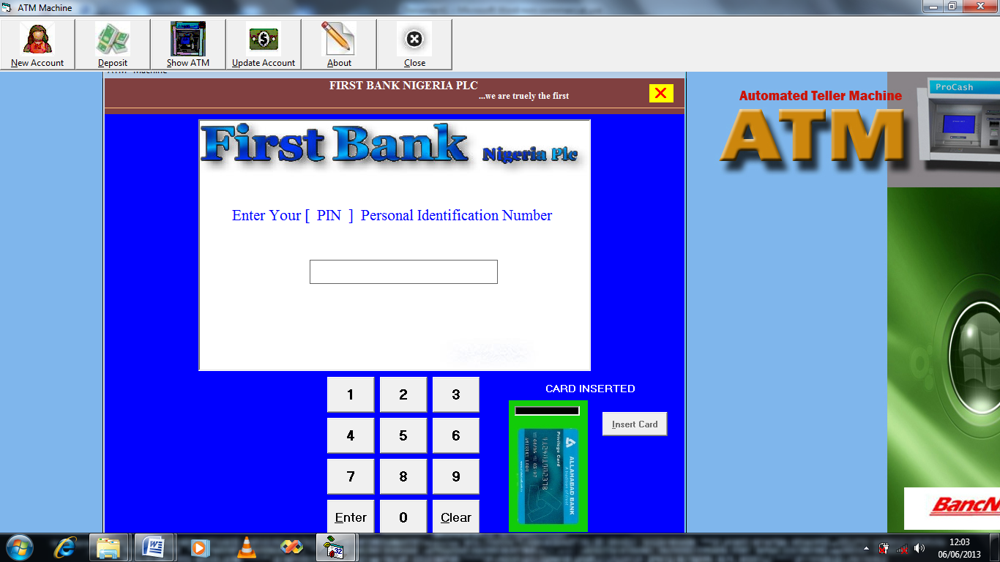 ATM Machine
New Account
Deposit
Show ATM
Update Account
About
Close
FIRST BANK NIGERIA PLC
...we are truely the first
First Bank Nigeria Plc
Enter Your [ PIN ] Personal Identification Number
1 2 3
4 5 6
7 8 9
Enter 0 Clear
CARD INSERTED
Insert Card
ALLAHABAD BANK
Privilege Card
Automated Teller Machine
ATM
ProCash
BancN
12:03
06/06/2013